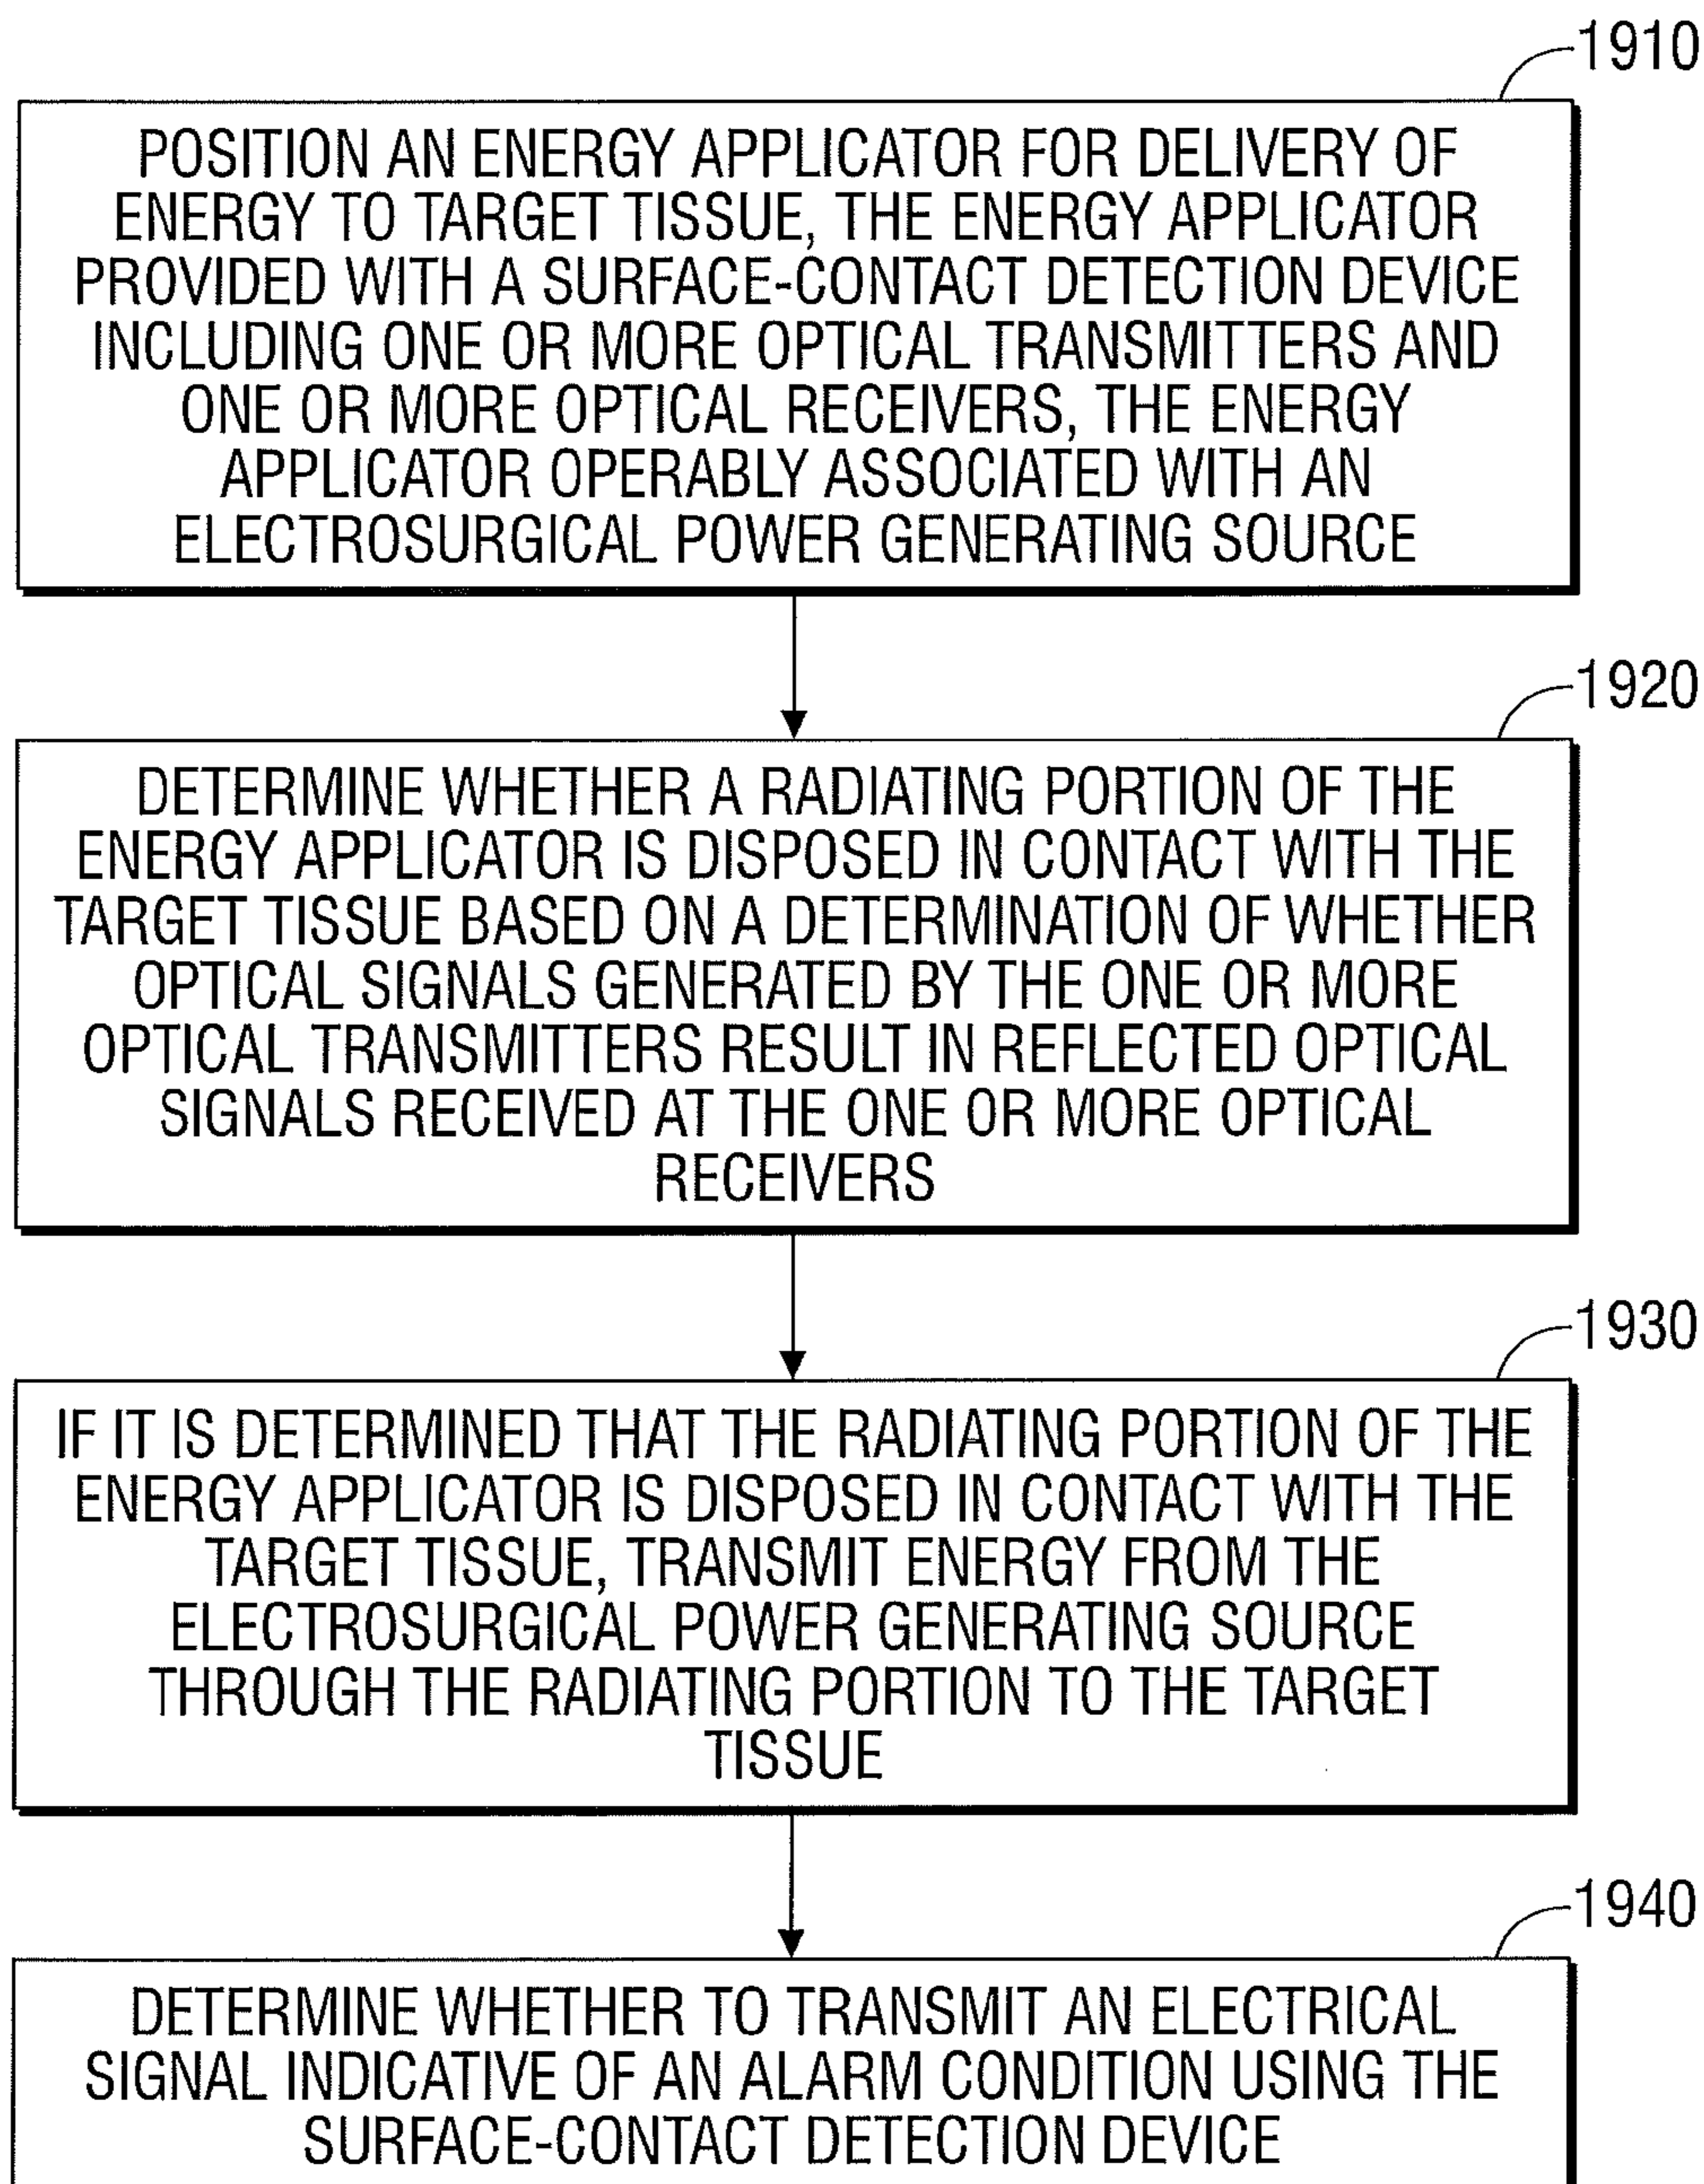 1910
POSITION AN ENERGY APPLICATOR FOR DELIVERY OF
ENERGY TO TARGET TISSUE, THE ENERGY APPLICATOR
PROVIDED WITH A SURFACE-CONTACT DETECTION DEVICE
INCLUDING ONE OR MORE OPTICAL TRANSMITTERS AND
ONE OR MORE OPTICAL RECEIVERS, THE ENERGY
APPLICATOR OPERABLY ASSOCIATED WITH AN
ELECTROSURGICAL POWER GENERATING SOURCE
1920
DETERMINE WHETHER A RADIATING PORTION OF THE
ENERGY APPLICATOR IS DISPOSED IN CONTACT WITH THE
TARGET TISSUE BASED ON A DETERMINATION OF WHETHER
OPTICAL SIGNALS GENERATED BY THE ONE OR MORE
OPTICAL TRANSMITTERS RESULT IN REFLECTED OPTICAL
SIGNALS RECEIVED AT THE ONE OR MORE OPTICAL
RECEIVERS
1930
IF IT IS DETERMINED THAT THE RADIATING PORTION OF THE
ENERGY APPLICATOR IS DISPOSED IN CONTACT WITH THE
TARGET TISSUE, TRANSMIT ENERGY FROM THE
ELECTROSURGICAL POWER GENERATING SOURCE
THROUGH THE RADIATING PORTION TO THE TARGET
TISSUE
1940
DETERMINE WHETHER TO TRANSMIT AN ELECTRICAL
SIGNAL INDICATIVE OF AN ALARM CONDITION USING THE
SURFACE-CONTACT DETECTION DEVICE